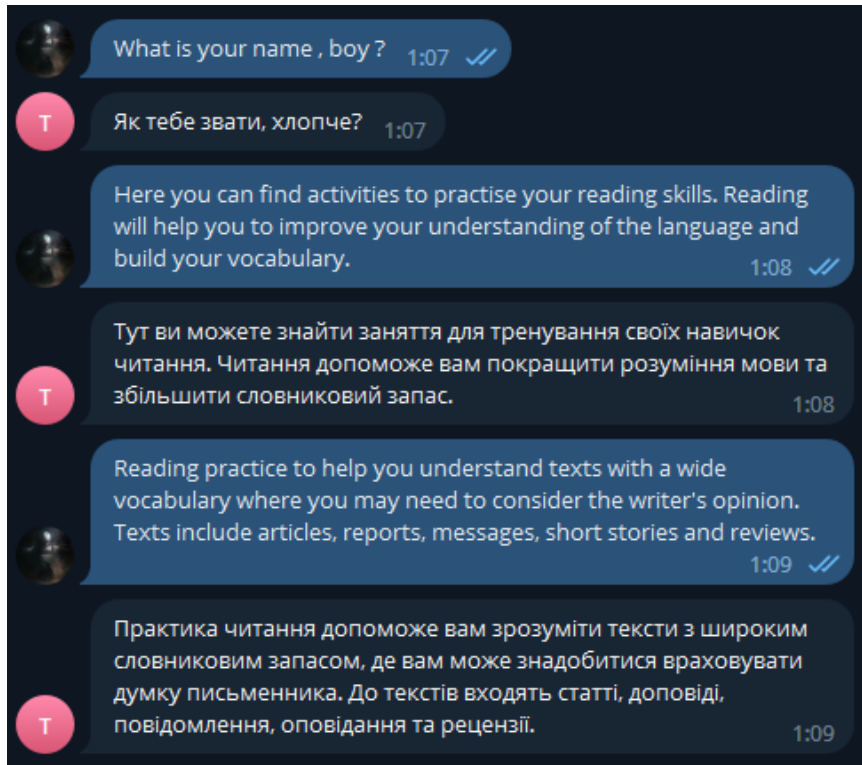 What is your name , boy ? 1:07
T
Як тебе звати, хлопче? 1:07
Here you can find activities to practise your reading skills. Reading
will help you to improve your understanding of the language and
build your vocabulary. 1:08
Тут ви можете знайти заняття для тренування своїх навичок
читання. Читання допоможе вам покращити розуміння мови та
T
збільшити словниковий запас. 1:08
Reading practice to help you understand texts with a wide
vocabulary where you may need to consider the writer's opinion.
Texts include articles, reports, messages, short stories and reviews.
1:09
Практика читання допоможе вам зрозуміти тексти з широким
словниковим запасом, де вам може знадобитися враховувати
думку письменника. До текстів входять статті, доповіді,
T
повідомлення, оповідання та рецензії. 1:09